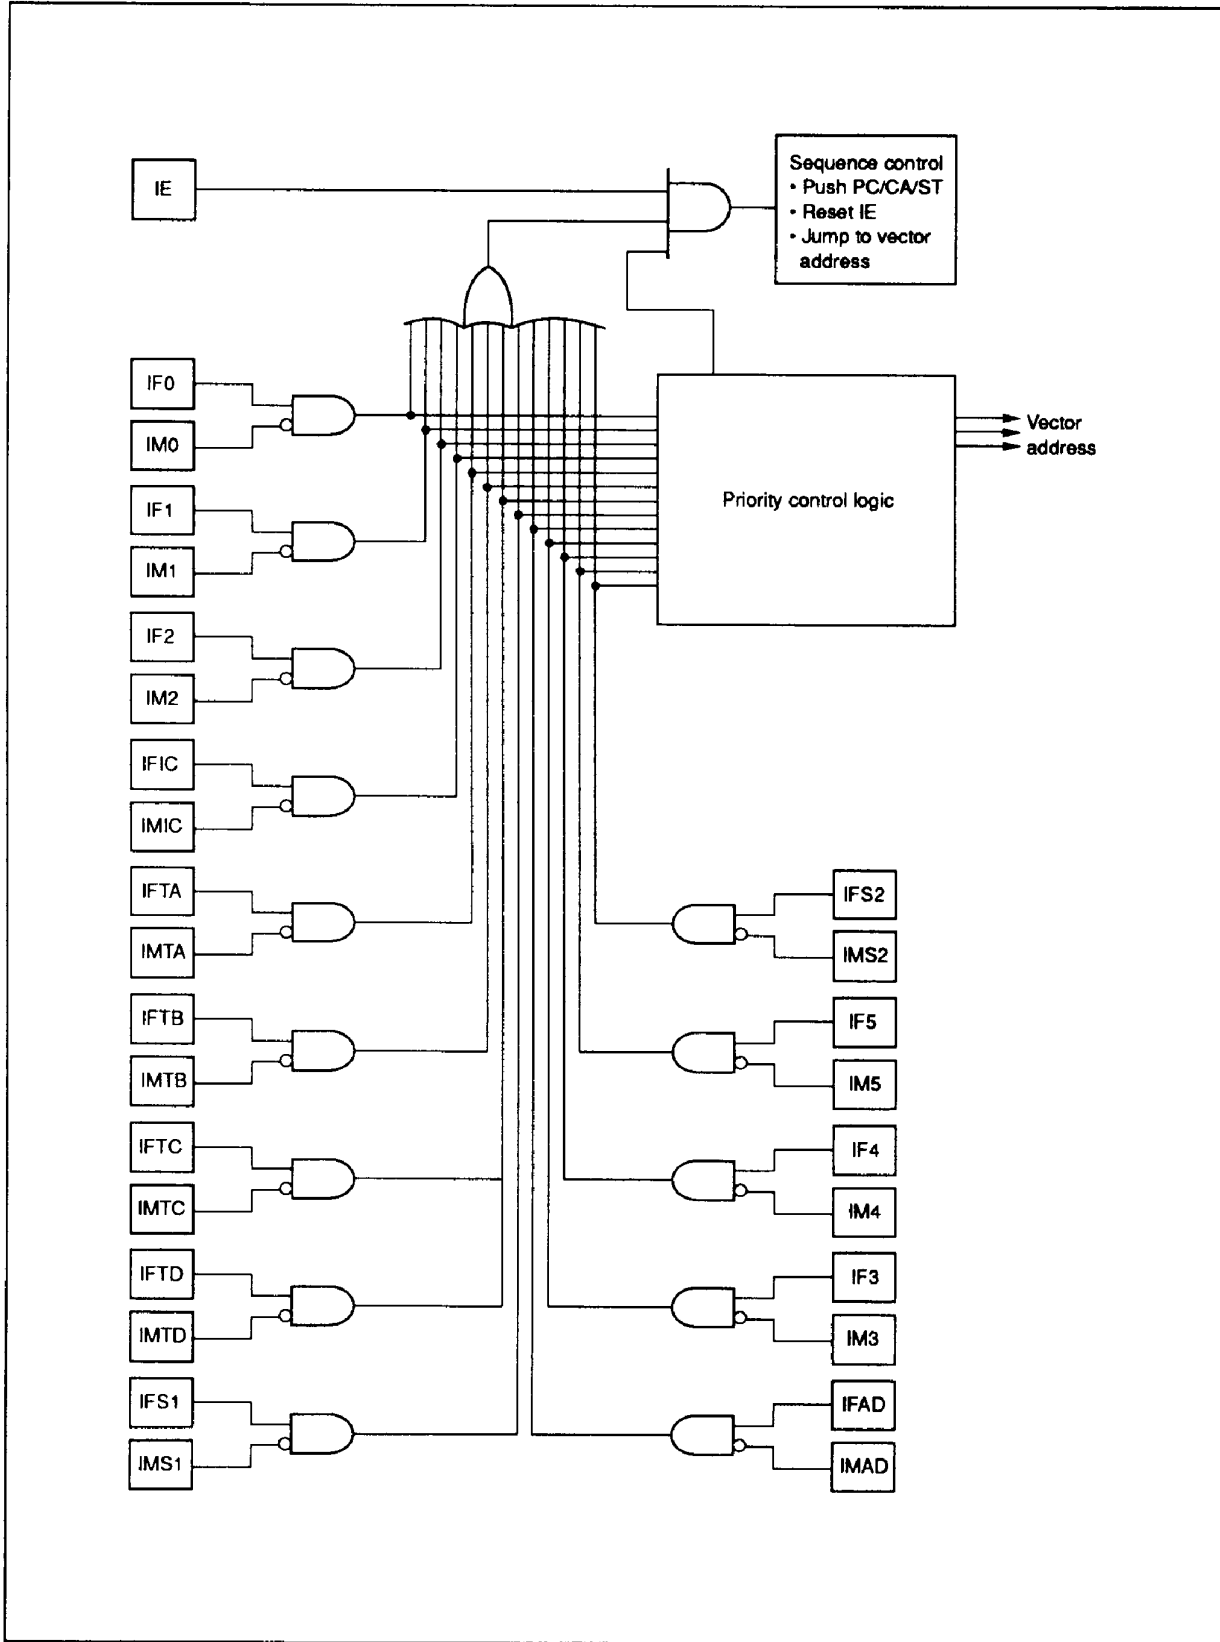 IE
Sequence control
• Push PC/CA/ST
• Reset IE
• Jump to vector
address
IF0
IM0
IF1
IM1
IF2
IM2
IFIC
IMIC
IFTA
IMTA
IFTB
IMTB
IFTC
IMTC
IFTD
IMTD
IFS1
IMS1
Priority control logic
Vector
address
IFS2
IMS2
IF5
IM5
IF4
IM4
IF3
IM3
IFAD
IMAD